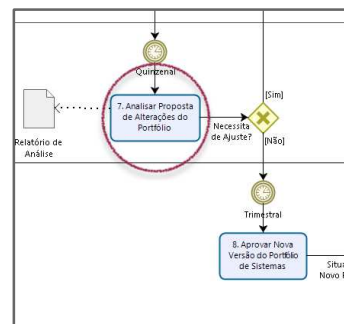 Quinzenal
7. Analisar Proposta
de Alterações do
Portfólio
[Sim]
Necessita
de Ajuste?
[Não]
Relatório de
Análise
Trimestral
8. Aprovar Nova
Versão do Portfólio
de Sistemas
Novo